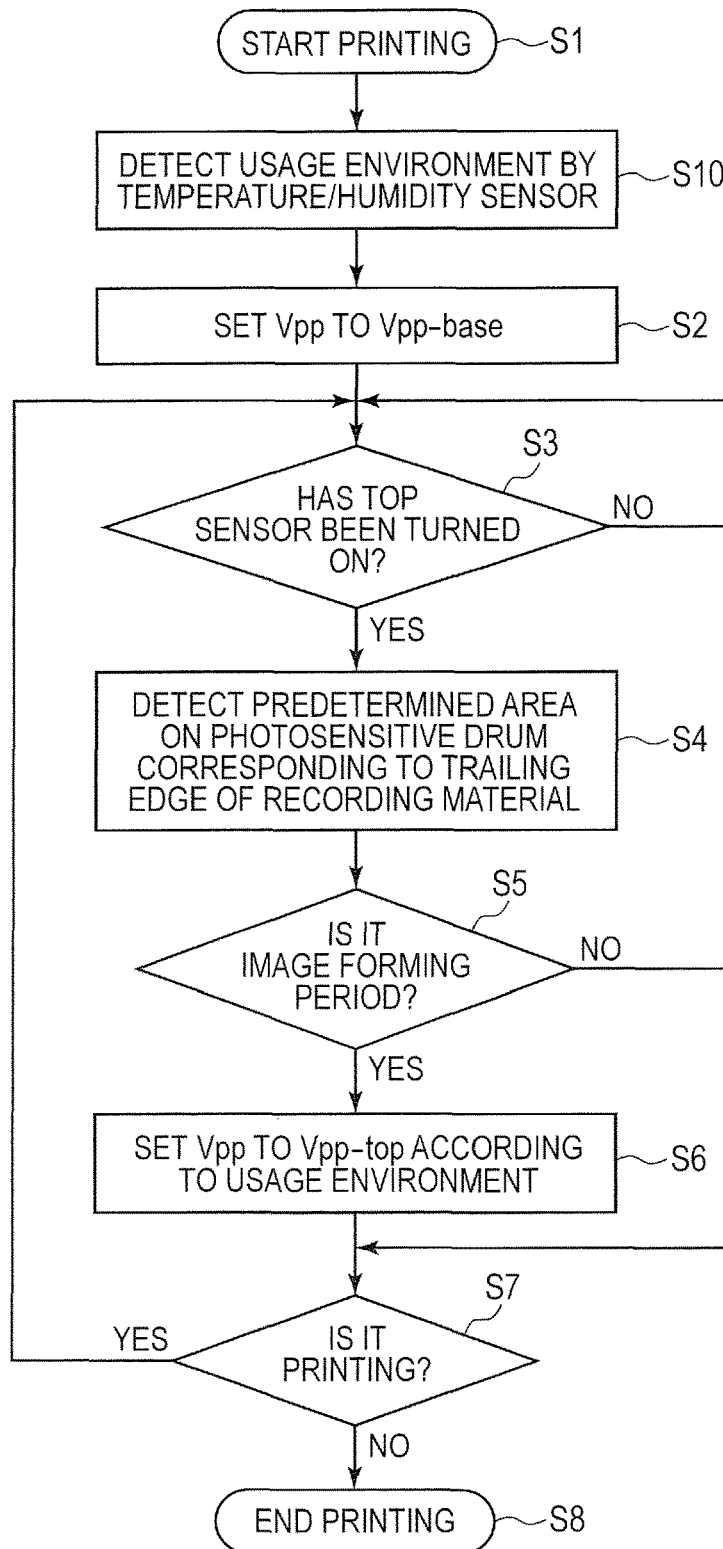 START PRINTING
S1
DETECT USAGE ENVIRONMENT BY
TEMPERATURE/HUMIDITY SENSOR
S10
SET Vpp TO Vpp-base
S2
S3
HAS TOP
SENSOR BEEN TURNED
ON?
NO
YES
DETECT PREDETERMINED AREA
ON PHOTOSENSITIVE DRUM
CORRESPONDING TO TRAILING
EDGE OF RECORDING MATERIAL
S4
S5
IS IT
IMAGE FORMING
PERIOD?
NO
YES
SET Vpp TO Vpp-top ACCORDING
TO USAGE ENVIRONMENT
S6
S7
YES
IS IT
PRINTING?
NO
END PRINTING
S8